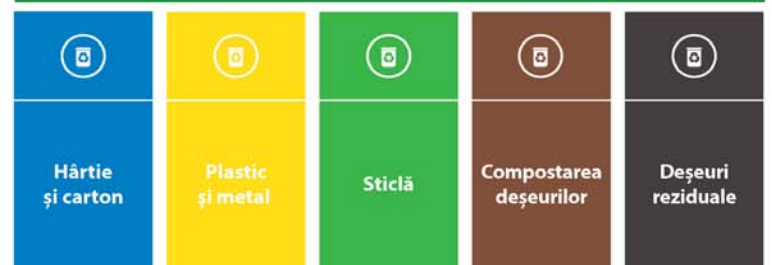 Hârtie
și carton
Plastic
și metal
Sticlă
Compostarea
deșeurilor
Deșeuri
reziduale